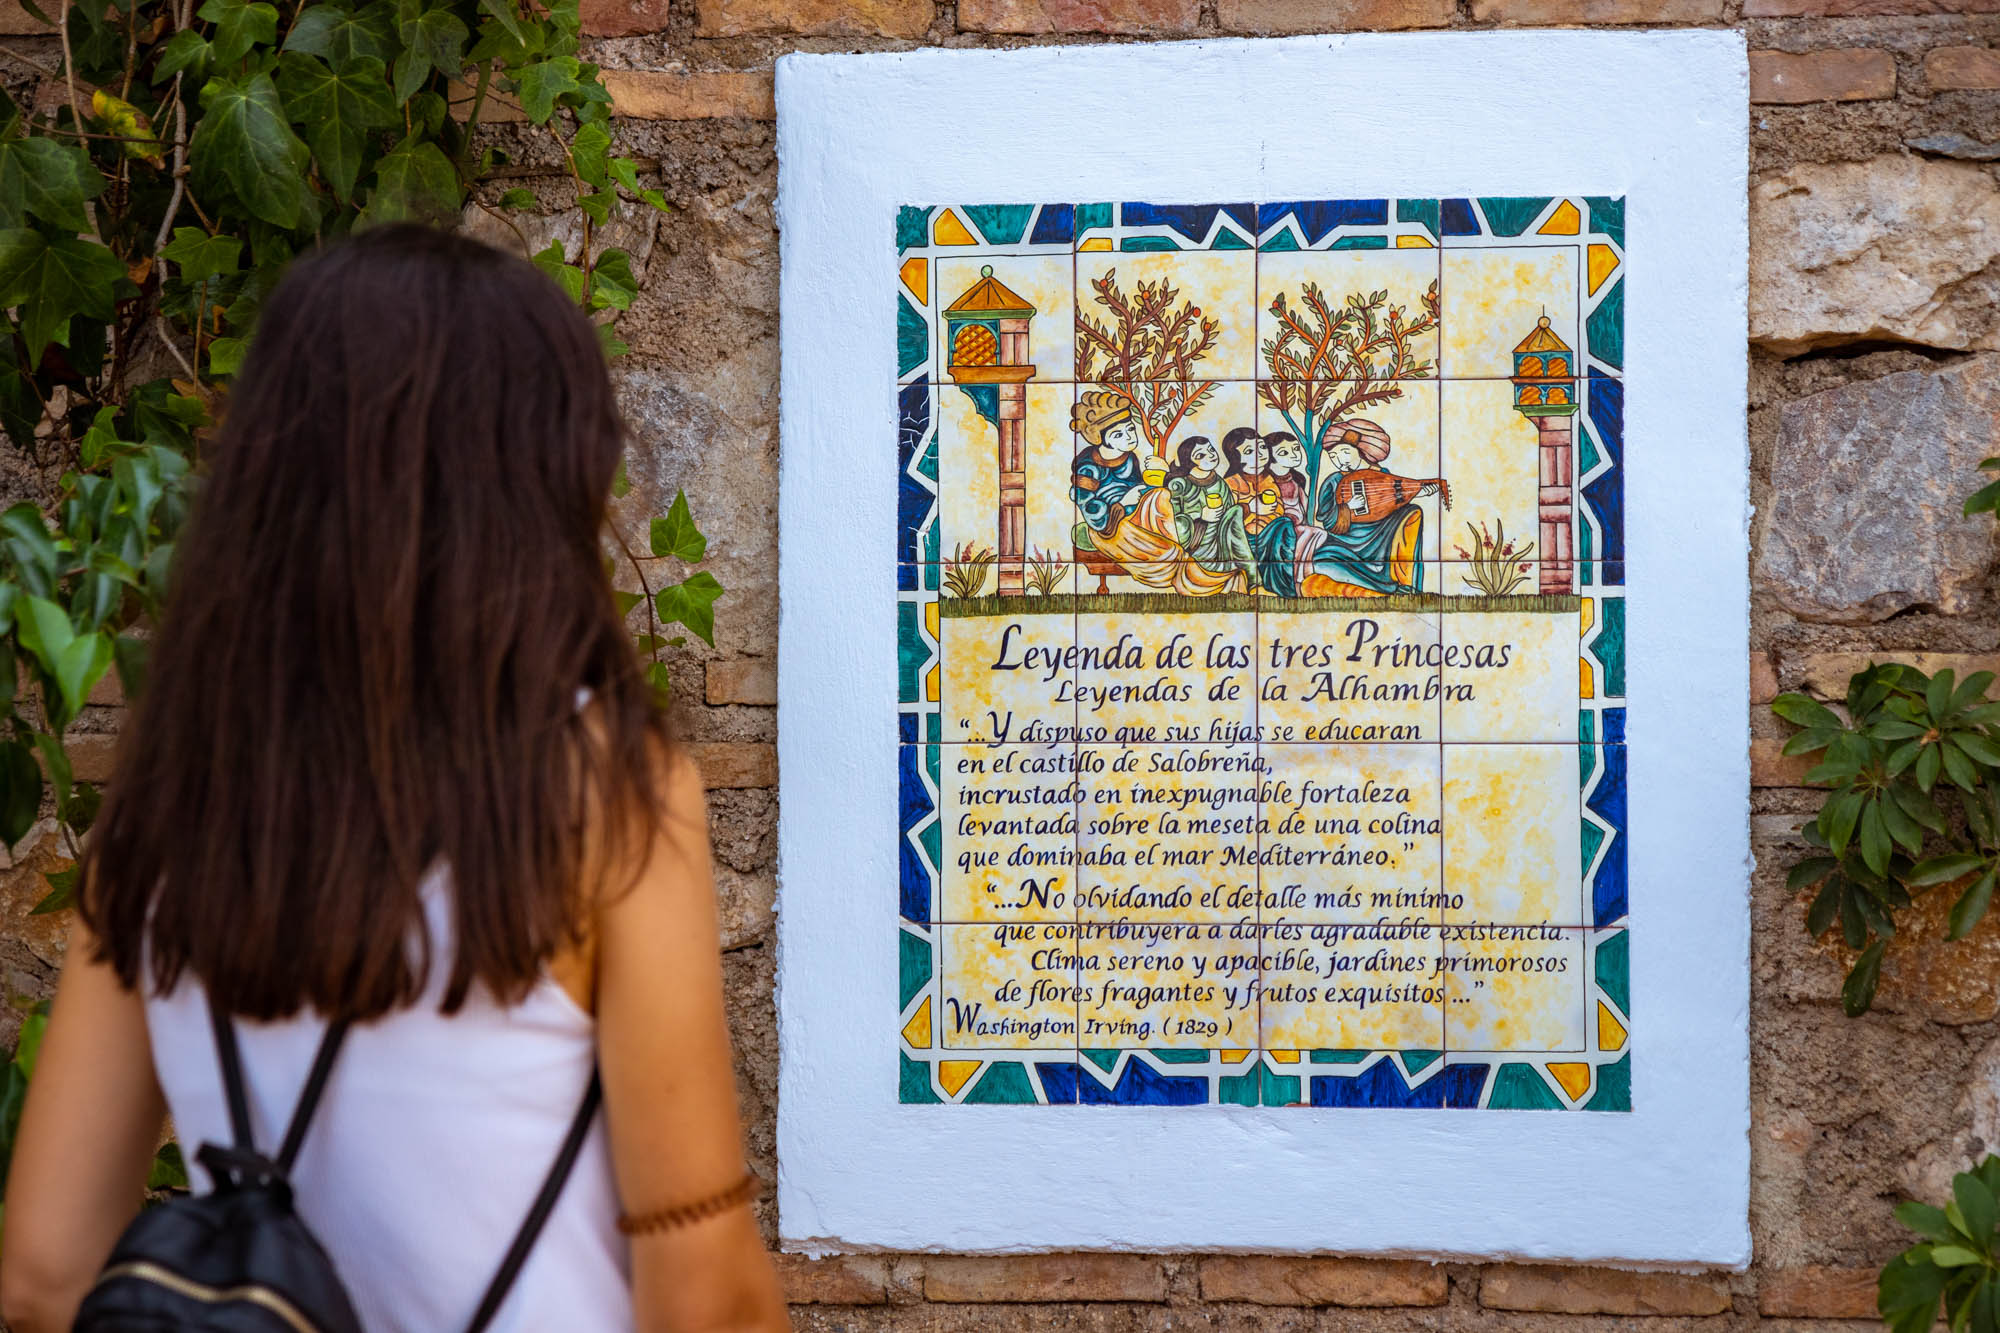 Leyenda de las tres Princesas
Leyendas de la Alhambra
“...Y dispuso que sus hijas se educaran
en el castillo de Salobreña,
incrustado en inexpugnable fortaleza
levantada sobre la meseta de una colina
que dominaba el mar Mediterráneo.”
“...No olvidando el detalle más mínimo
que contribuyera a darles agradable existencia.
Clima sereno y apacible, jardines primorosos
de flores fragantes y frutos exquisitos ...”
Washington Irving. ( 1829 )